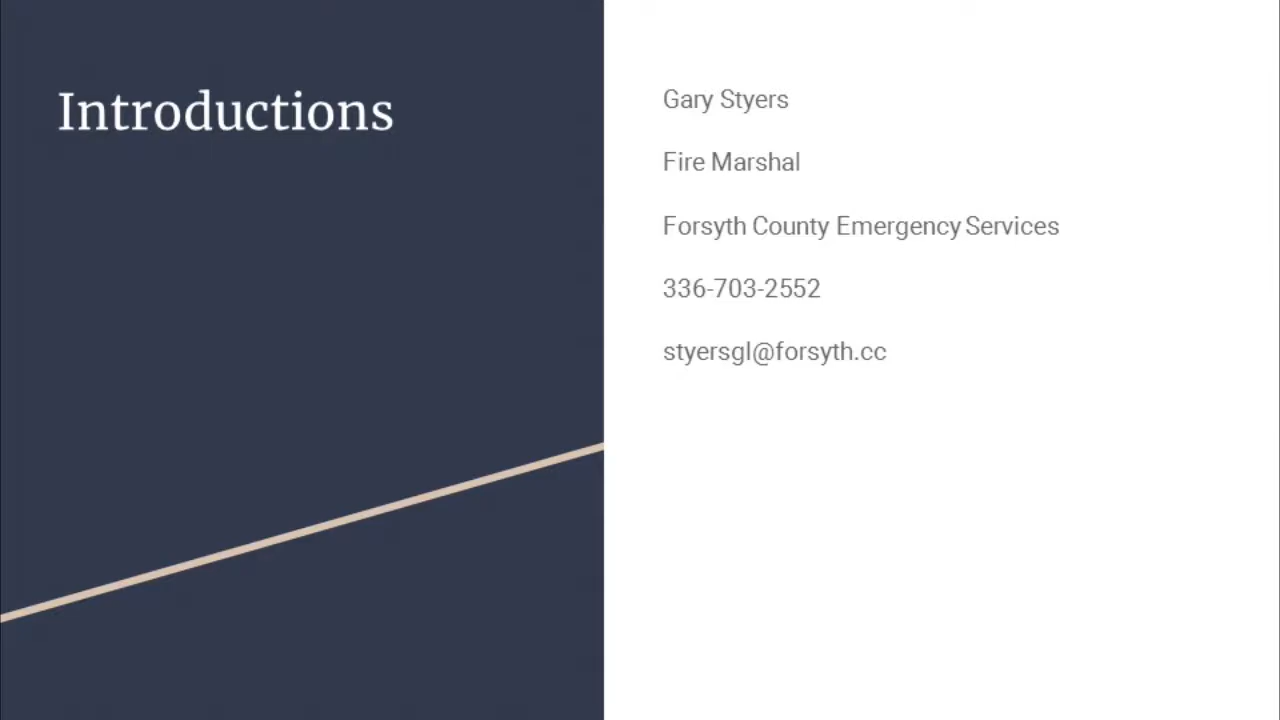 Introductions
Gary Styers
Fire Marshal
Forsyth County Emergency Services
336-703-2552
styersgl@forsyth.cc